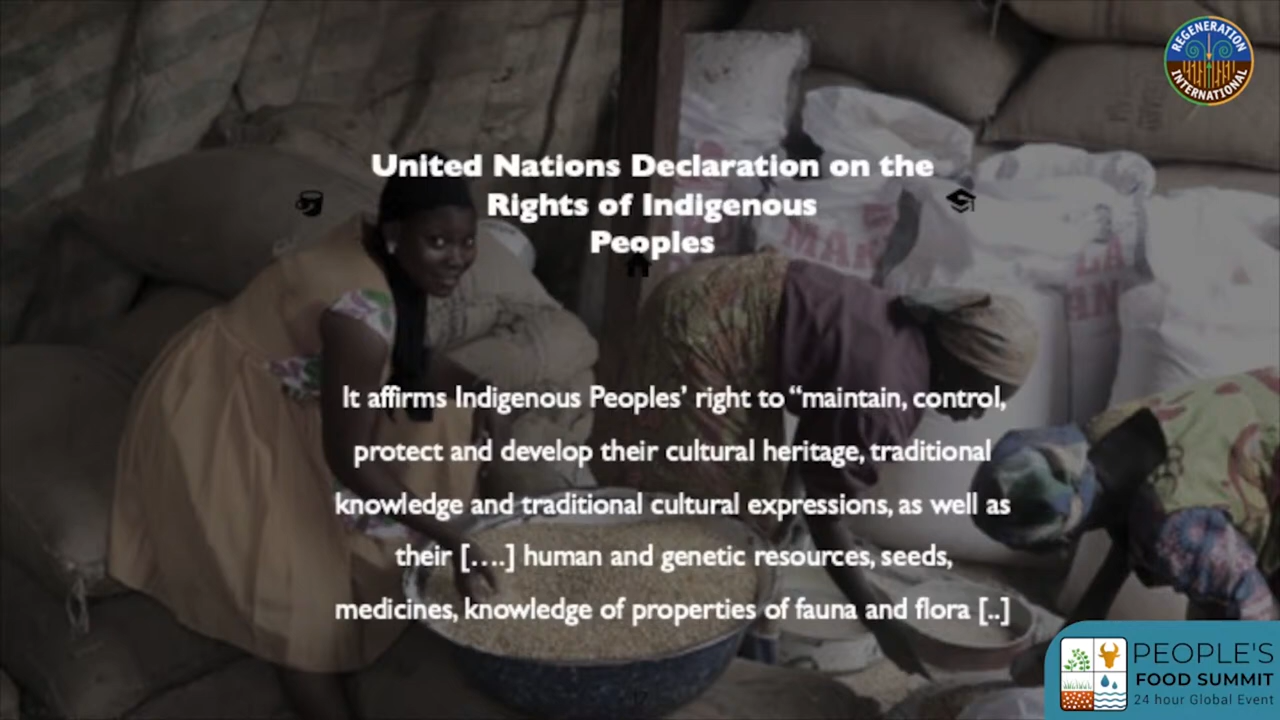 REGENERATION
INTERNATIONAL
United Nations Declaration on the
Rights of Indigenous
Peoples
It affirms Indigenous Peoples’ right to “maintain, control,
protect and develop their cultural heritage, traditional
knowledge and traditional cultural expressions, as well as
their [….] human and genetic resources, seeds,
medicines, knowledge of properties of fauna and flora [..]
PEOPLE'S
FOOD SUMMIT
24 hour Global Event